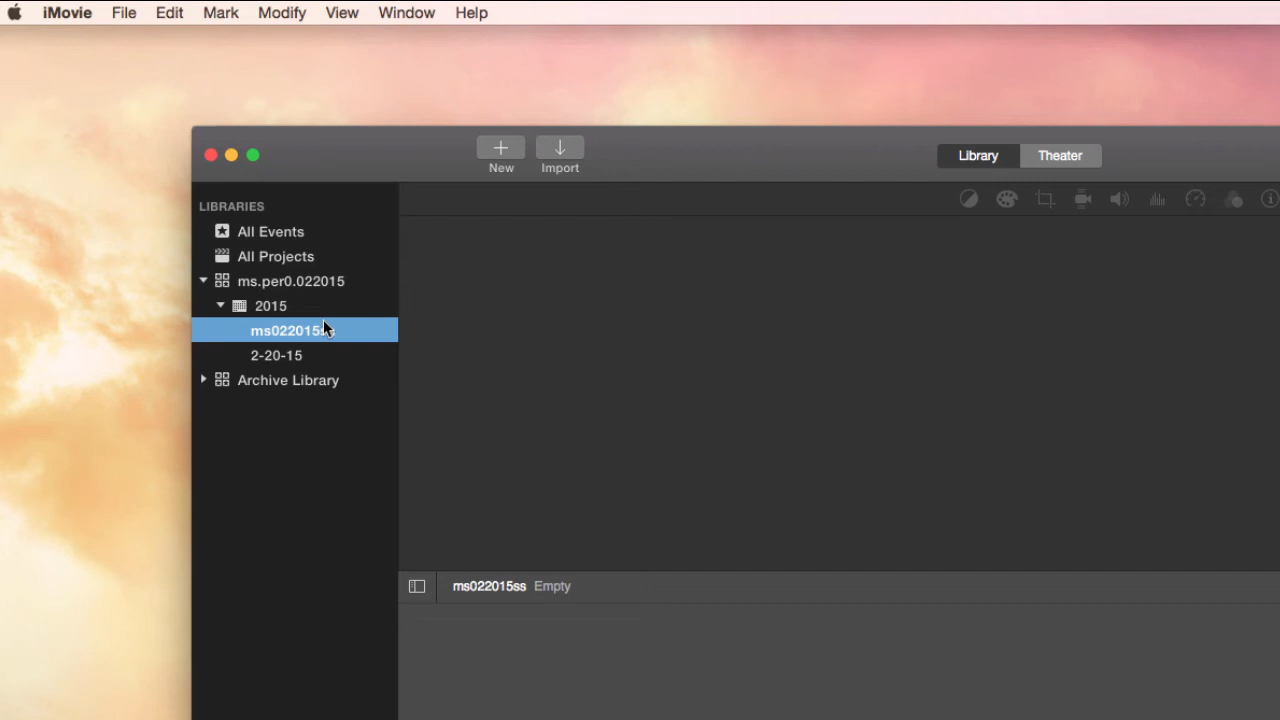 iMovie File Edit Mark Modify View Window Help
Library Theater
New Import
LIBRARIES
All Events
All Projects
ms.per0.022015
2015
ms022015ss
2-20-15
Archive Library
ms022015ss Empty